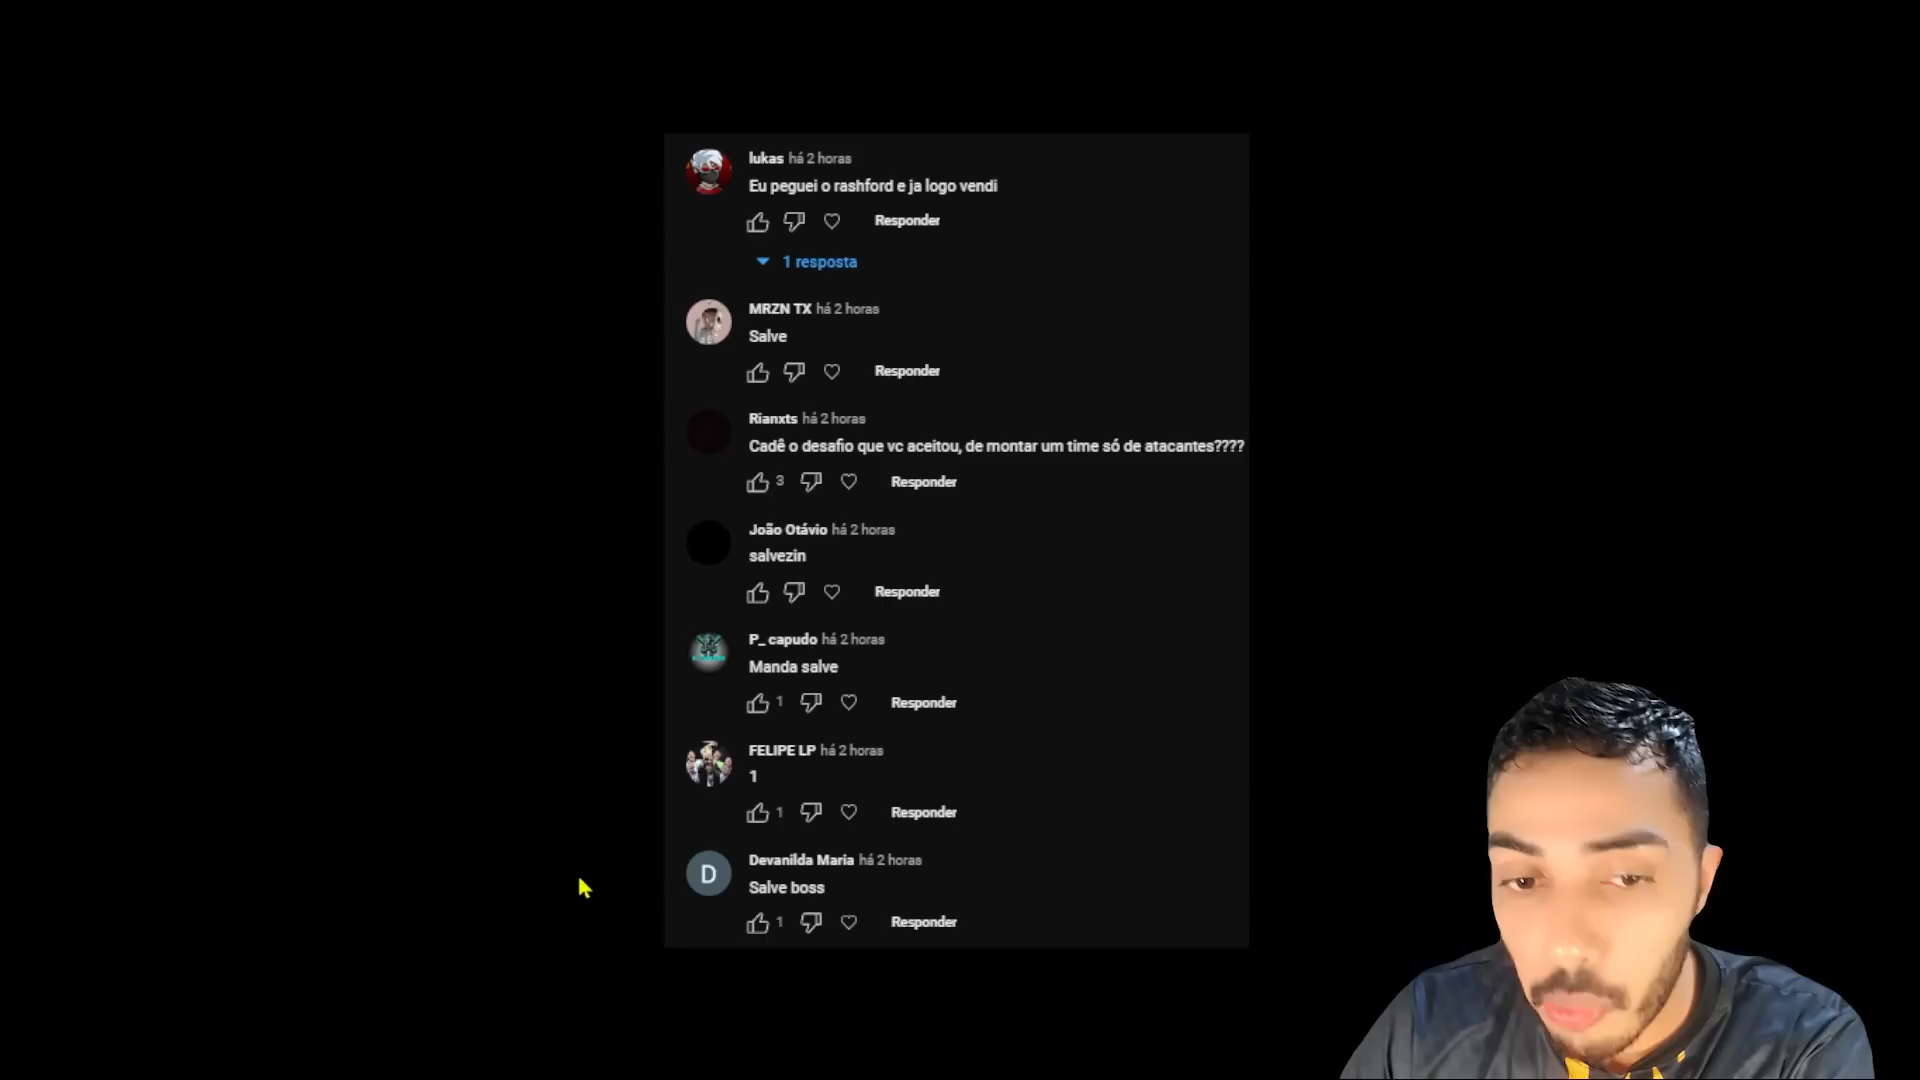 lukas há 2 horas
Eu peguei o rashford e ja logo vendi
Responder
1 resposta
MRZN TX há 2 horas
Salve
Responder
Rianxts há 2 horas
Cadê o desafio que vc aceitou, de montar um time só de atacantes????
3 Responder
João Otávio há 2 horas
salvezin
Responder
P_ capudo há 2 horas
Manda salve
1 Responder
FELIPE LP há 2 horas
1
1 Responder
D
Devanilda Maria há 2 horas
Salve boss
1 Responder